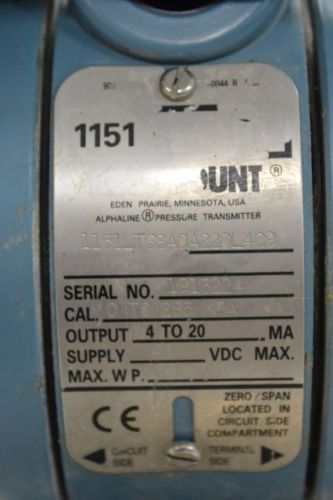 1151
OUNT®
EDEN PRAIRIE, MINNESOTA, USA
ALPHALINE ® PRESSURE TRANSMITTER
SERIAL NO. 1913224
CAL.
OUTPUT 4 TO 20 MA
SUPPLY VDC MAX.
MAX. W P.
ZERO/SPAN
LOCATED IN
CIRCUIT SIDE
COMPARTMENT
CE
CIRCUIT SIDE
TERMINAL SIDE